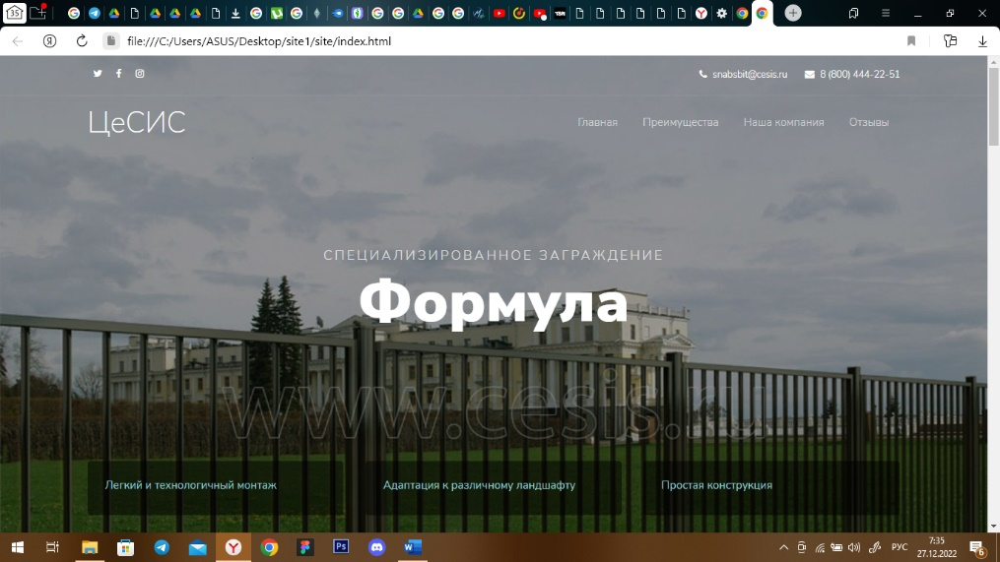 35
file:///C:/Users/ASUS/Desktop/site1/site/index.html
snabsbit@cesis.ru 8 (800) 444-22-51
ЦеСИС
Главная Преимущества Наша компания Отзывы
СПЕЦИАЛИЗИРОВАННОЕ ЗАГРАЖДЕНИЕ
Формула
www.cesis.ru
Легкий и технологичный монтаж
Адаптация к различному ландшафту
Простая конструкция
РУС
7:35
27.12.2022
6